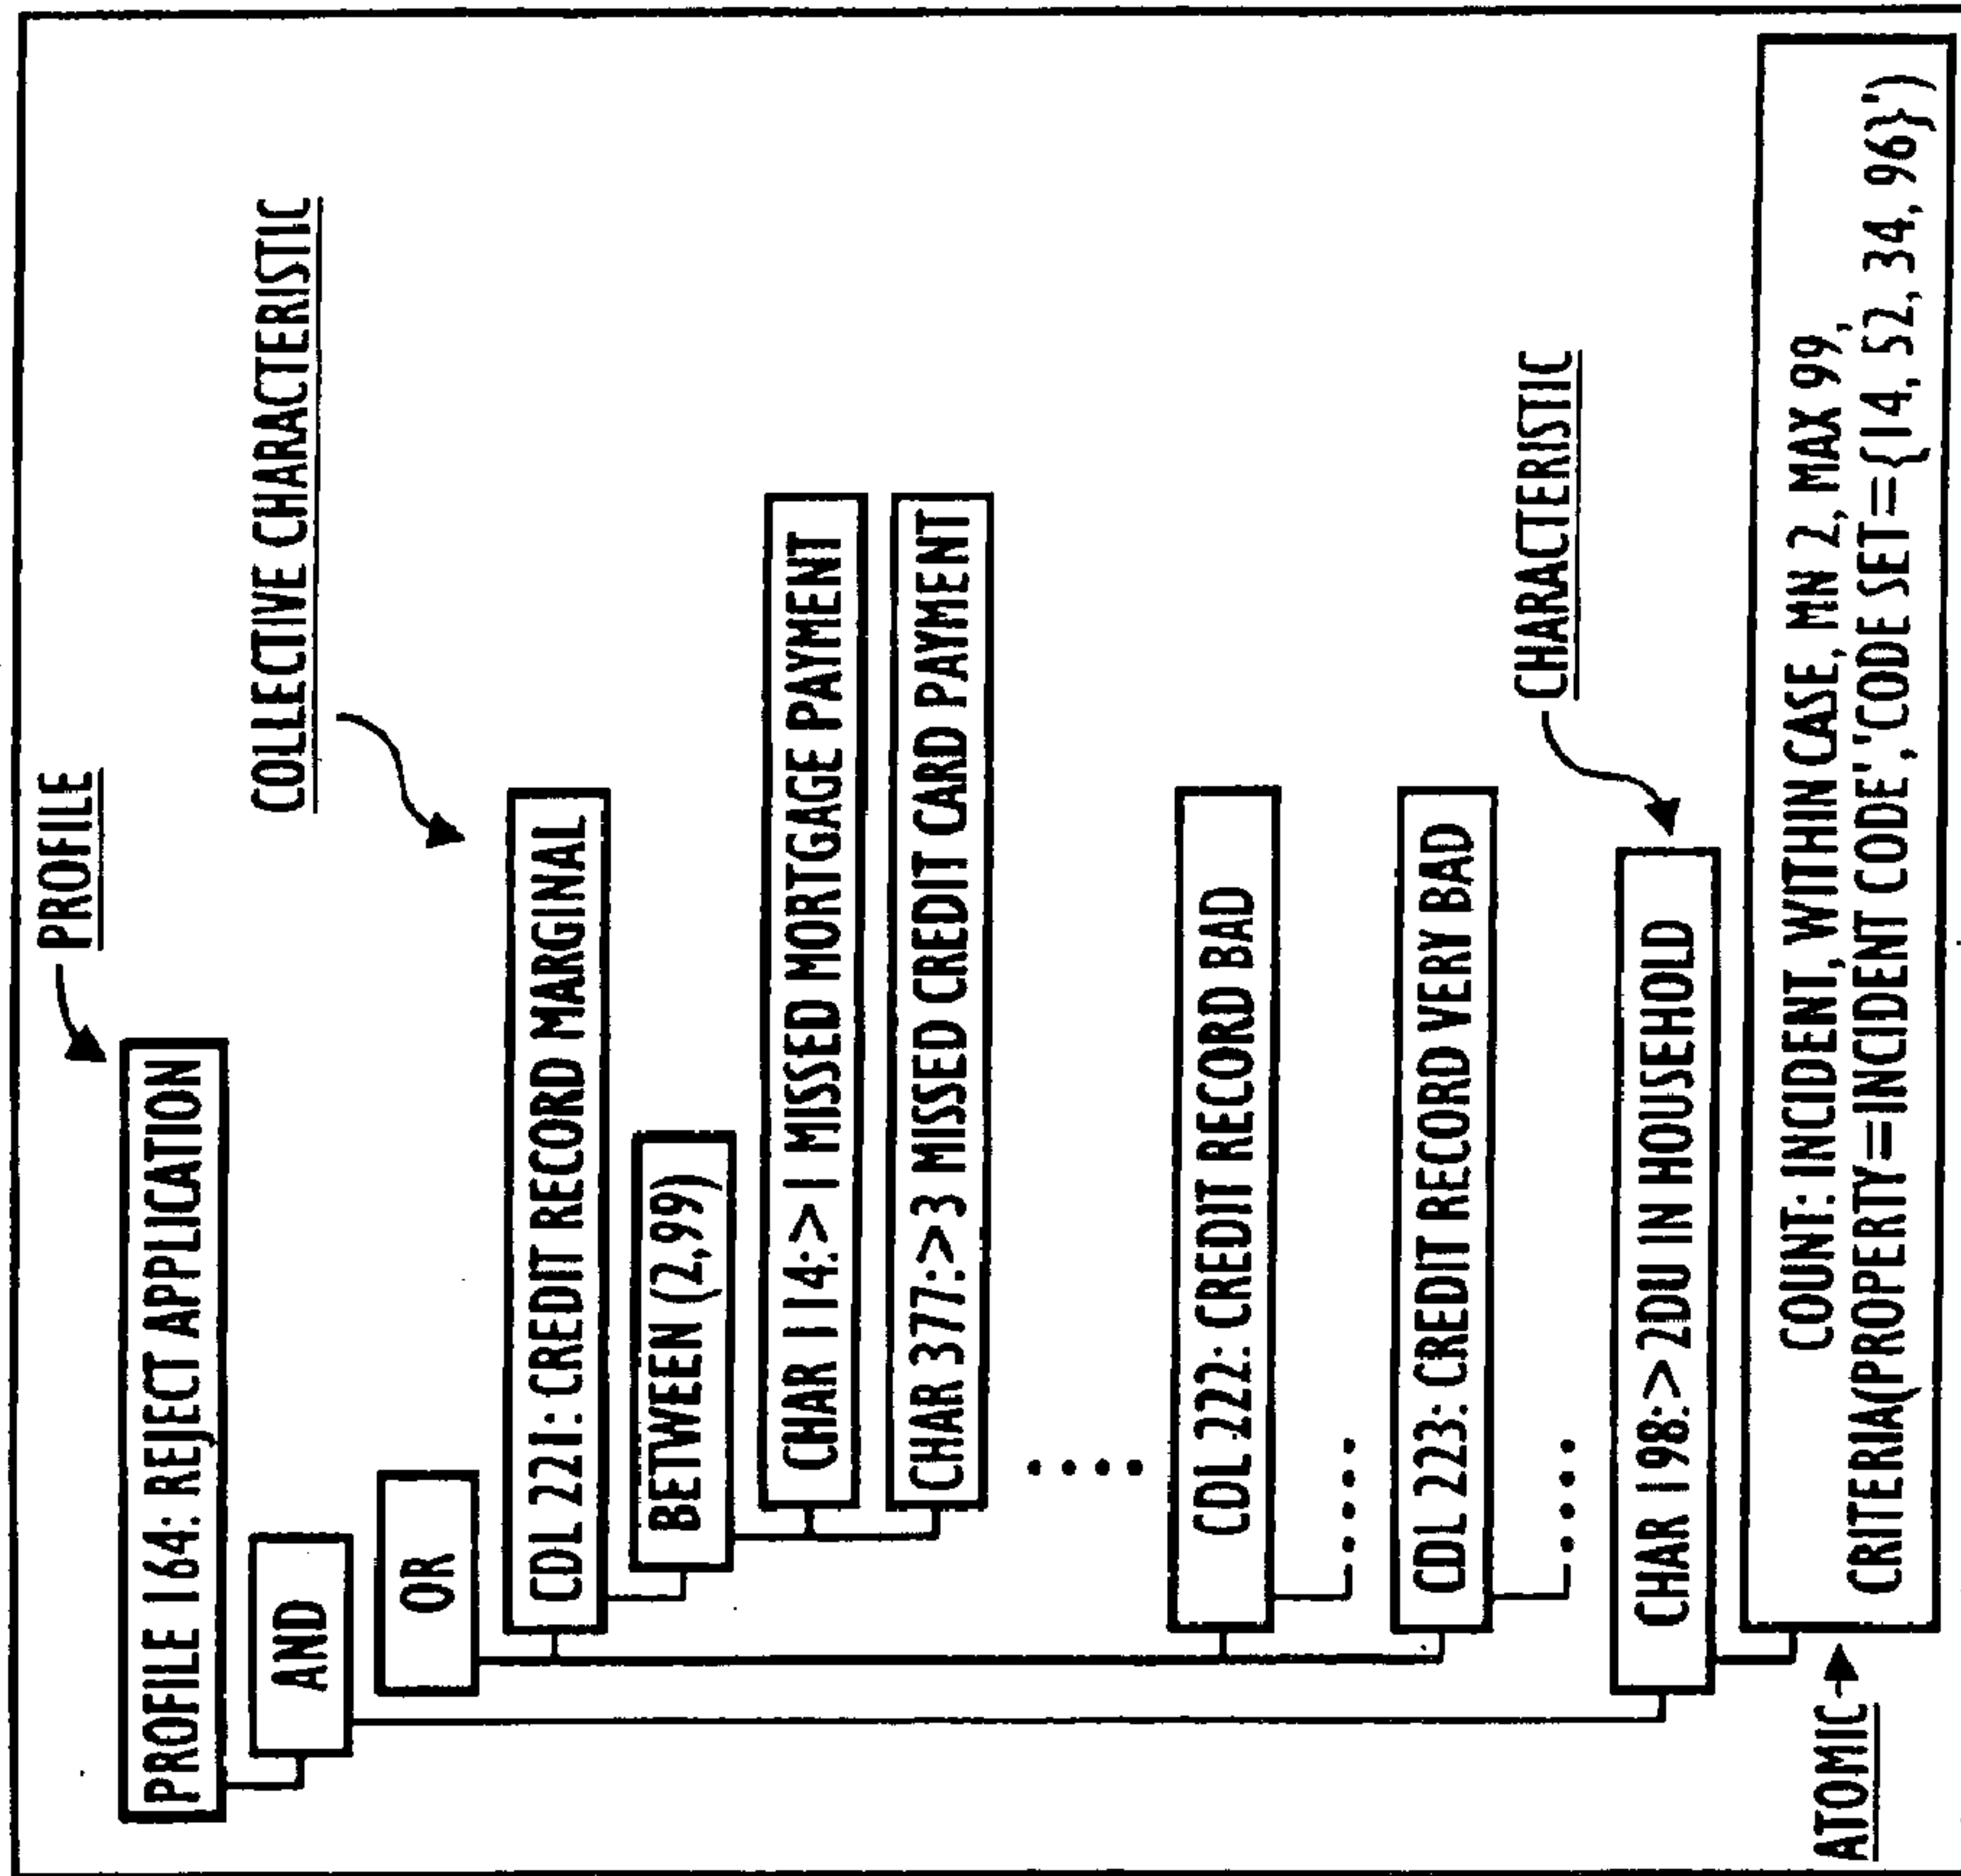 PROFILE
PROFILE 164: REJECT APPLICATION
AND
COLLECTIVE CHARACTERISTIC
OR
CDL 221: CREDIT RECORD MARGINAL
BETWEEN (2,99)
CHAR 114:>1 MISSED MORTGAGE PAYMENT
CHAR 377:>3 MISSED CREDIT CARD PAYMENT
CDL 222: CREDIT RECORD BAD
CDL 223: CREDIT RECORD VERY BAD
CHARACTERISTIC
CHAR 198:>2DU IN HOUSEHOLD
ATOMIC
COUNT: INCIDENT, WITHIN CASE, MN 2, MAX 99,
CRITERIA(PROPERTY=INCIDENT CODE','CODE SET={14, 52, 34, 96}')